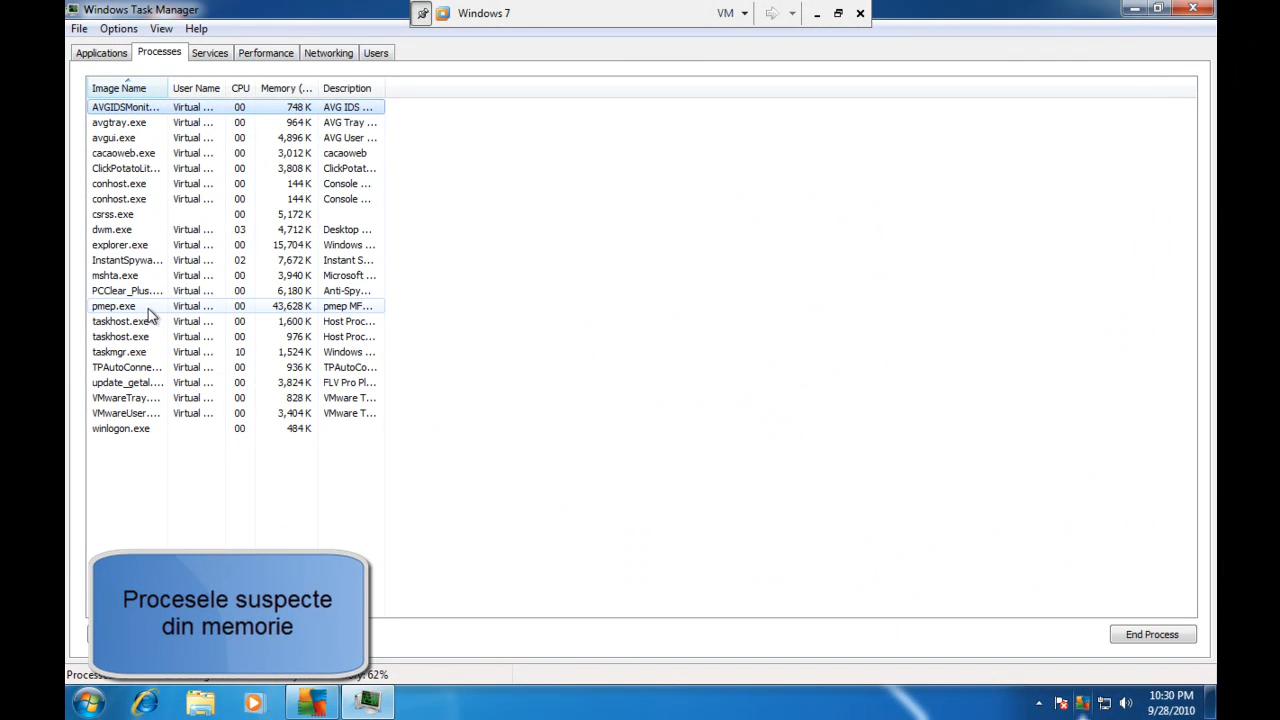 Windows Task Manager
Windows 7
VM
File Options View Help
Applications Processes Services Performance Networking Users
Image Name User Name CPU Memory (... Description
AVGIDSMonit... Virtual ... 00 748 K AVG IDS ...
avgtray.exe Virtual ... 00 964 K AVG Tray ...
avgui.exe Virtual ... 00 4,896 K AVG User ...
cacaoweb.exe Virtual ... 00 3,012 K cacaoweb
ClickPotatoLit... Virtual ... 00 3,808 K ClickPotat...
conhost.exe Virtual ... 00 144 K Console ...
conhost.exe Virtual ... 00 144 K Console ...
csrss.exe 00 5,172 K
dwm.exe Virtual ... 03 4,712 K Desktop ...
explorer.exe Virtual ... 00 15,704 K Windows ...
InstantSpywa... Virtual ... 02 7,672 K Instant S...
mshta.exe Virtual ... 00 3,940 K Microsoft ...
PCClear_Plus.... Virtual ... 00 6,180 K Anti-Spy...
pmep.exe Virtual ... 00 43,628 K pmep MF...
taskhost.exe Virtual ... 00 1,600 K Host Proc...
taskhost.exe Virtual ... 00 976 K Host Proc...
taskmgr.exe Virtual ... 10 1,524 K Windows ...
TPAutoConne... Virtual ... 00 936 K TPAutoCo...
update_getal.... Virtual ... 00 3,824 K FLV Pro Pl...
VMwareTray.... Virtual ... 00 828 K VMware T...
VMwareUser.... Virtual ... 00 3,404 K VMware T...
winlogon.exe 00 484 K
Procesele suspecte
din memorie
End Process
62%
10:30 PM
9/28/2010